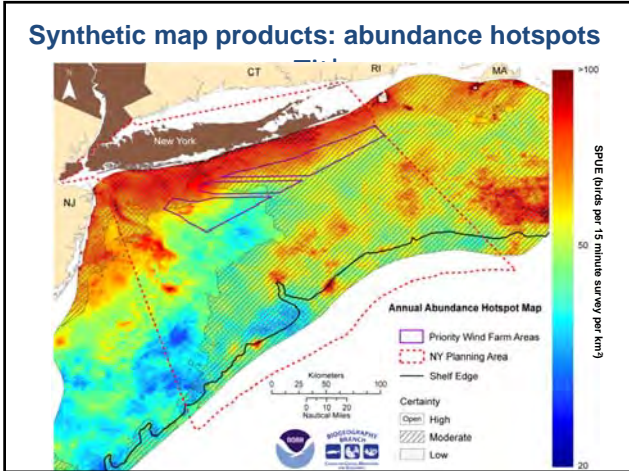 Synthetic map products: abundance hotspots
CT
RI
MA
New York
NJ
>100
50
20
SPUE (birds per 15 minute survey per km²)
Annual Abundance Hotspot Map
Priority Wind Farm Areas
NY Planning Area
Shelf Edge
Certainty
Open High
Moderate
Low
Kilometers
0 25 50 100
Nautical Miles
0 10 20
NOAA
BIOGEOGRAPHY
BRANCH